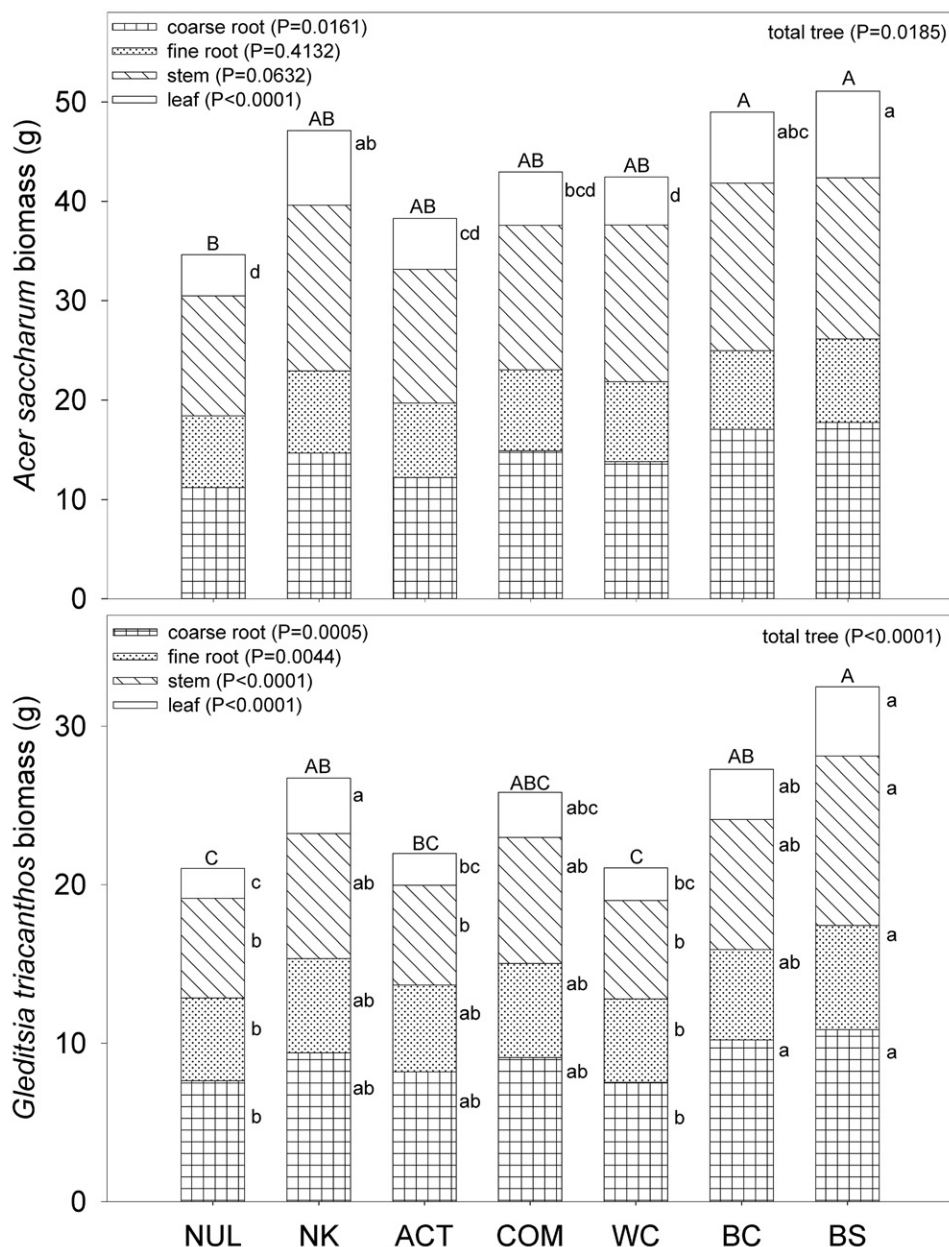 coarse root (P=0.0161)
fine root (P=0.4132)
stem (P=0.0632)
leaf (P<0.0001)
total tree (P=0.0185)
Acer saccharum biomass (g)
50
40
30
20
10
0
B
d
AB
ab
AB
cd
AB
bcd
AB
d
A
abc
A
a
coarse root (P=0.0005)
fine root (P=0.0044)
stem (P<0.0001)
leaf (P<0.0001)
total tree (P<0.0001)
Gleditsia triacanthos biomass (g)
30
20
10
0
C
c
b
b
b
AB
a
ab
ab
ab
BC
bc
b
ab
ab
ABC
abc
ab
ab
ab
C
bc
b
b
b
AB
ab
ab
ab
a
A
a
a
a
a
NUL NK ACT COM WC BC BS